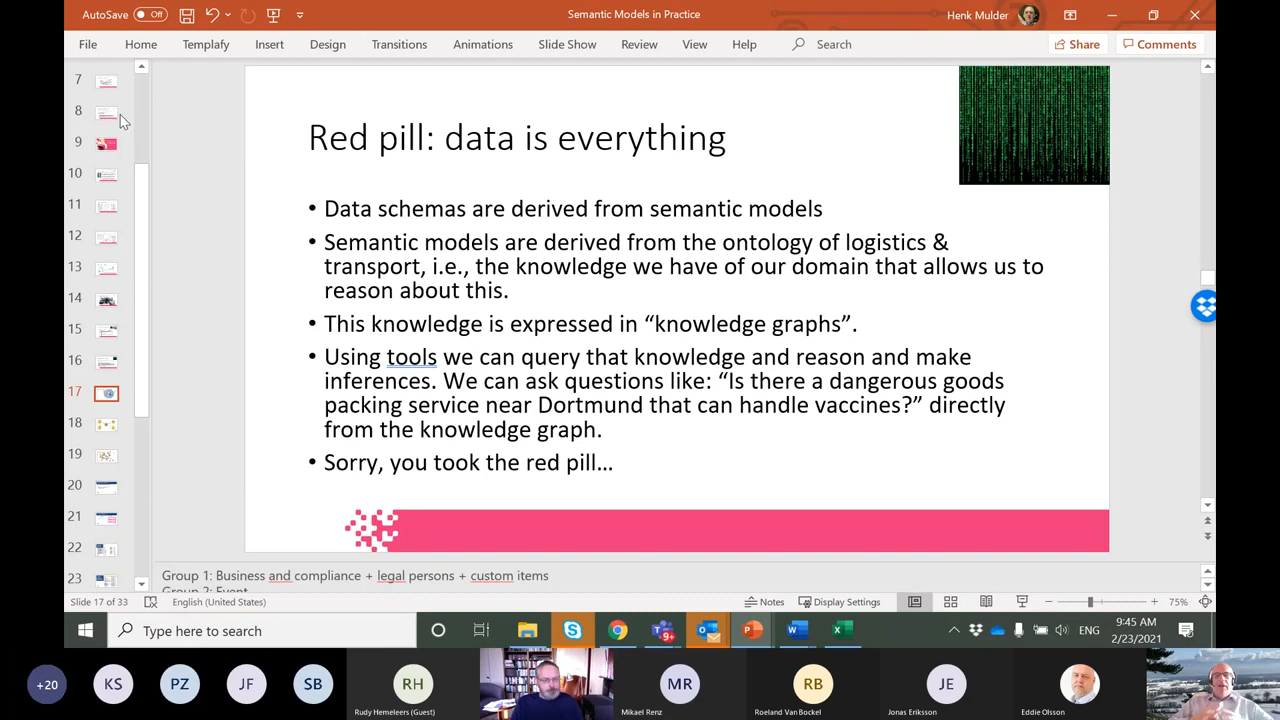 AutoSave Off
Semantic Models in Practice
Henk Mulder
File Home Templafy Insert Design Transitions Animations Slide Show Review View Help Search Share Comments
7
8
9
10
11
12
13
14
15
16
17
18
19
20
21
22
23
Red pill: data is everything
• Data schemas are derived from semantic models
• Semantic models are derived from the ontology of logistics &
transport, i.e., the knowledge we have of our domain that allows us to
reason about this.
• This knowledge is expressed in “knowledge graphs”.
• Using tools we can query that knowledge and reason and make
inferences. We can ask questions like: “Is there a dangerous goods
packing service near Dortmund that can handle vaccines?” directly
from the knowledge graph.
• Sorry, you took the red pill…
Group 1: Business and compliance + legal persons + custom items
Group 2: Event
Slide 17 of 33 English (United States) Notes Display Settings 75%
Type here to search
9+
ENG
9:45 AM
2/23/2021
+20 KS PZ JF SB RH MR RB JE
Rudy Hemeleers (Guest) Mikael Renz Roeland Van Bockel Jonas Eriksson Eddie Olsson